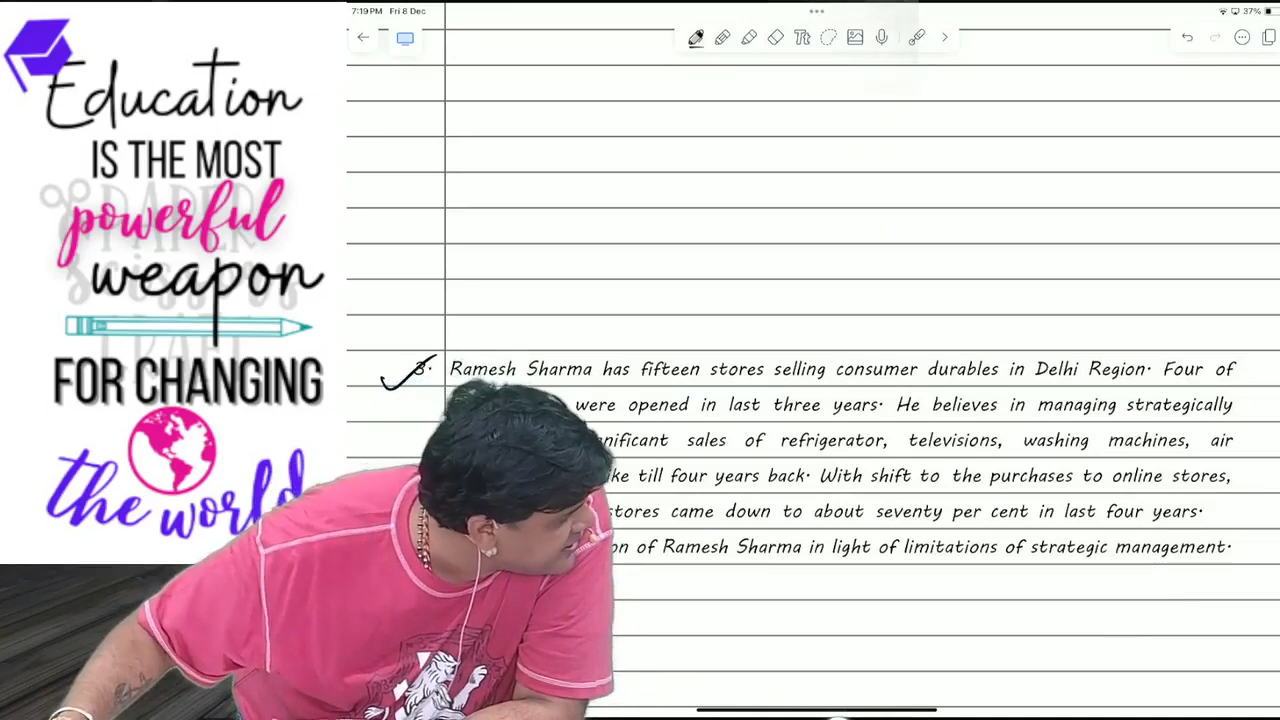 7:19 PM Fri 8 Dec
37%
Education
IS THE MOST
powerful
weapon
FOR CHANGING
the world
Tt
3. Ramesh Sharma has fifteen stores selling consumer durables in Delhi Region. Four of
were opened in last three years. He believes in managing strategically
sales of refrigerator, televisions, washing machines, air
till four years back. With shift to the purchases to online stores,
stores came down to about seventy per cent in last four years.
of Ramesh Sharma in light of limitations of strategic management.